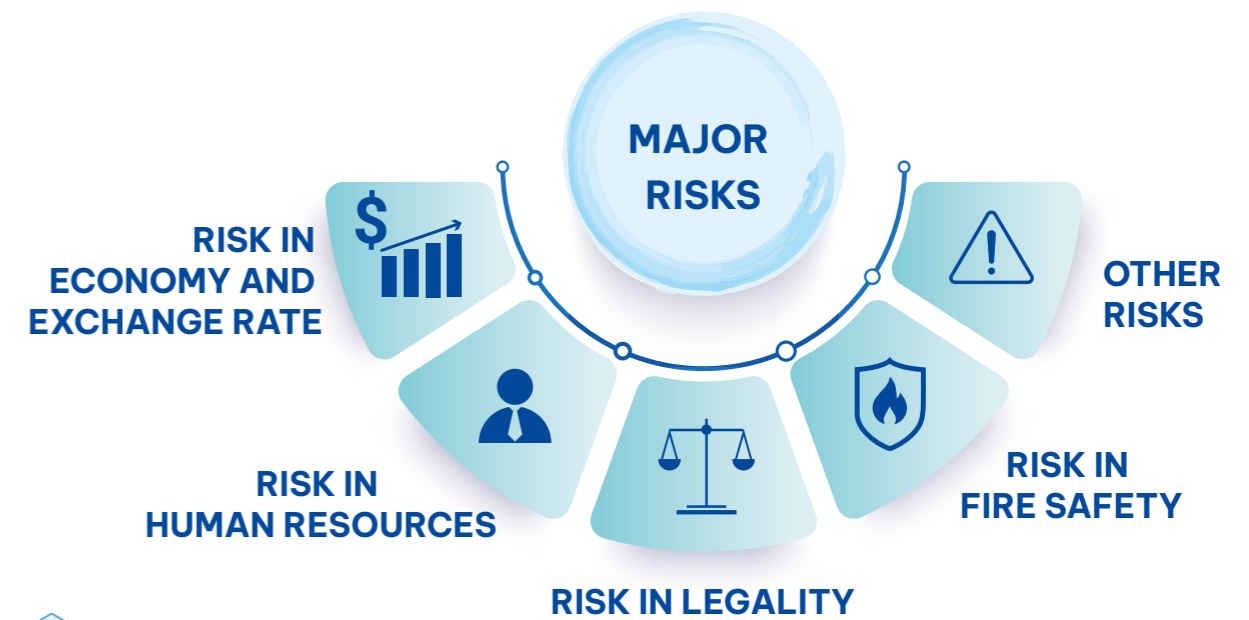 MAJOR
RISKS
RISK IN
ECONOMY AND
EXCHANGE RATE
RISK IN
HUMAN RESOURCES
RISK IN LEGALITY
RISK IN
FIRE SAFETY
OTHER
RISKS
$